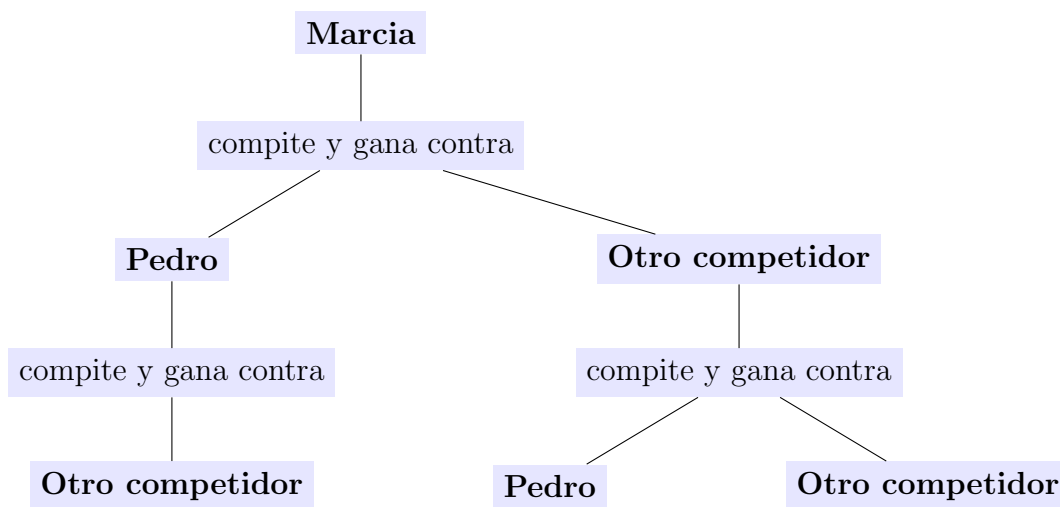 Marcia
compite y gana contra
Pedro
Otro competidor
compite y gana contra
compite y gana contra
Otro competidor
Pedro
Otro competidor